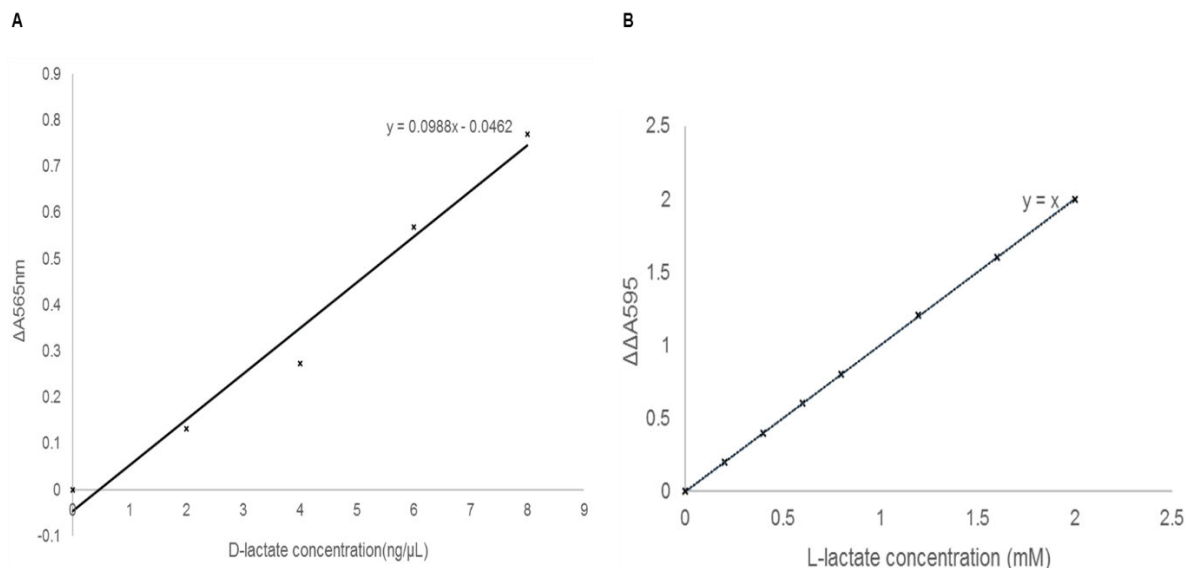 A
B
0.9
0.8
0.7
0.6
0.5
0.4
0.3
0.2
0.1
0
-0.1
ΔA565nm
y = 0.0988x - 0.0462
0 1 2 3 4 5 6 7 8 9
D-lactate concentration(ng/µL)
2.5
2
1.5
1
0.5
0
ΔΔA595
y = x
0 0.5 1 1.5 2 2.5
L-lactate concentration (mM)